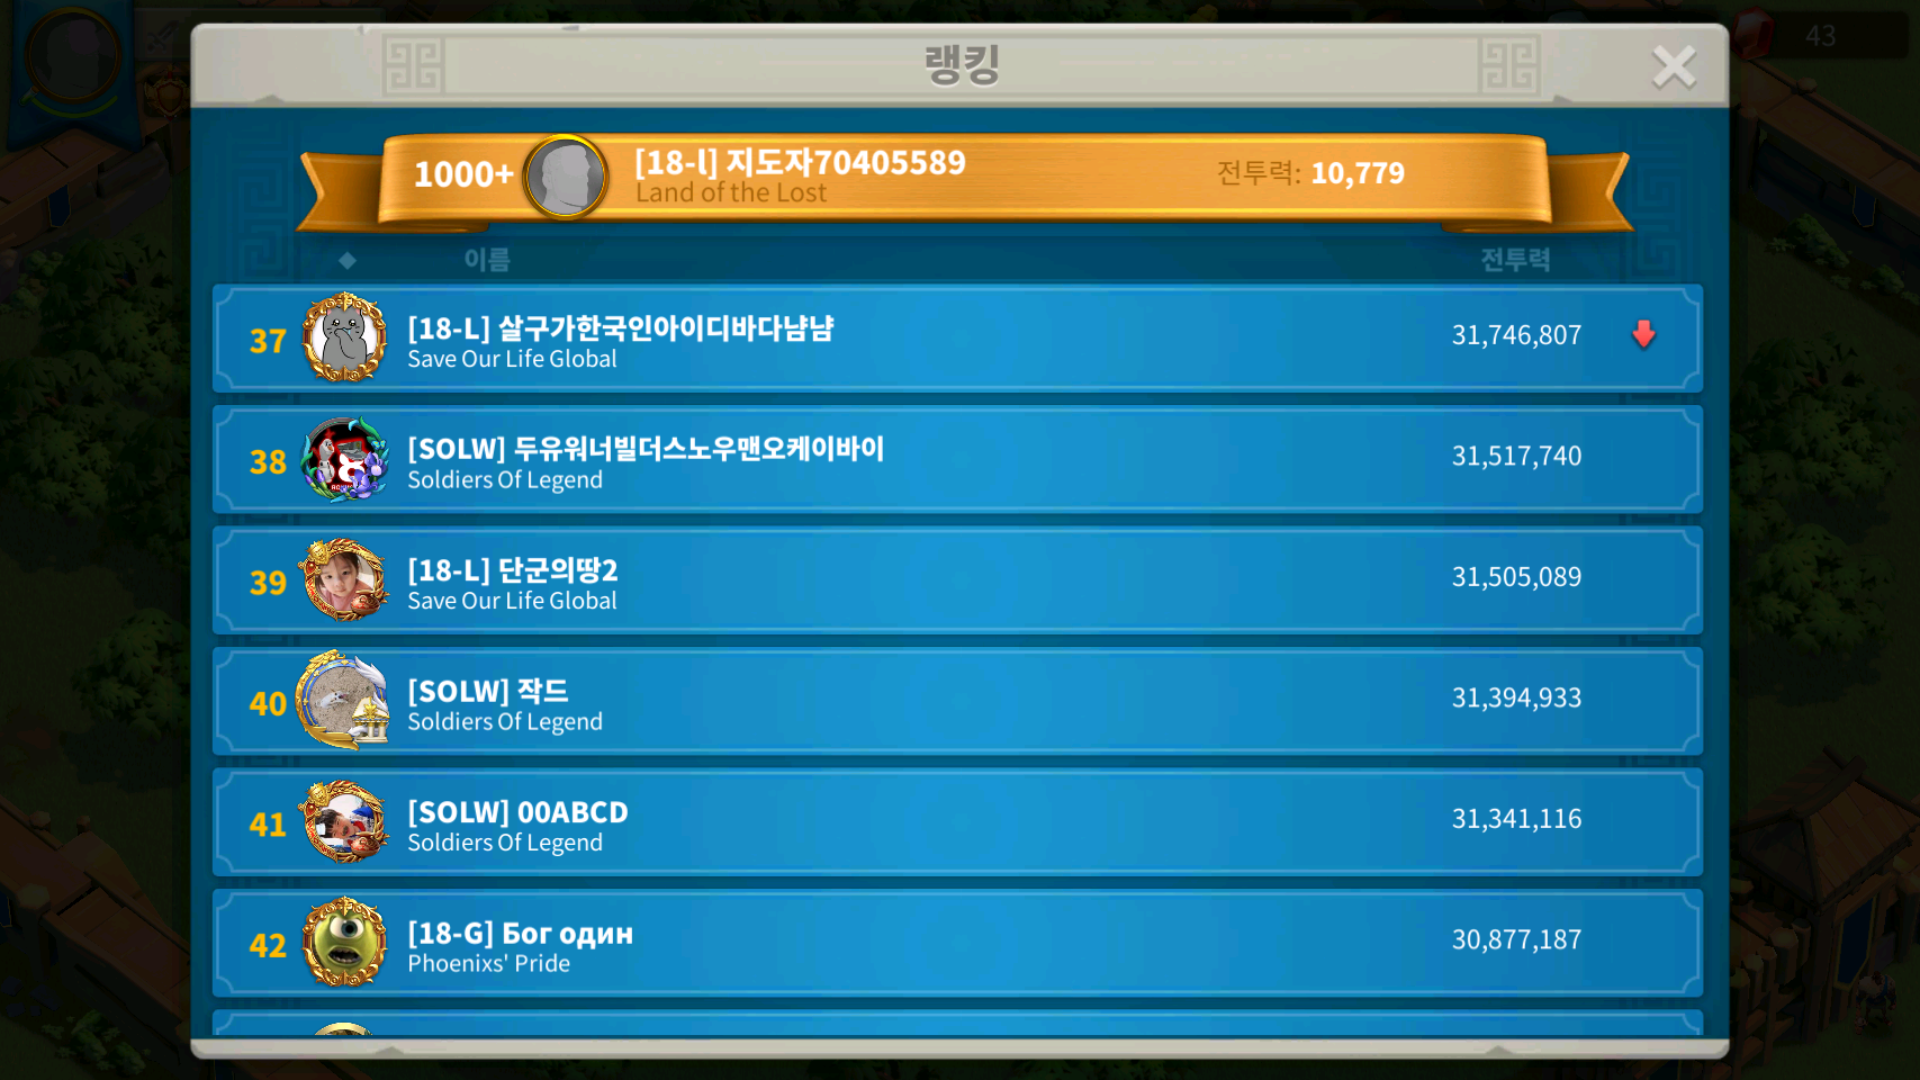 43
랭킹
1000+
[18-l] 지도자70405589
Land of the Lost
전투력: 10,779
이름
전투력
37
[18-L] 살구가한국인아이디바다냠냠
Save Our Life Global
31,746,807
38
[SOLW] 두유워너빌더스노우맨오케이바이
Soldiers Of Legend
31,517,740
39
[18-L] 단군의땅2
Save Our Life Global
31,505,089
40
[SOLW] 작드
Soldiers Of Legend
31,394,933
41
[SOLW] 00ABCD
Soldiers Of Legend
31,341,116
42
[18-G] Бог один
Phoenixs' Pride
30,877,187